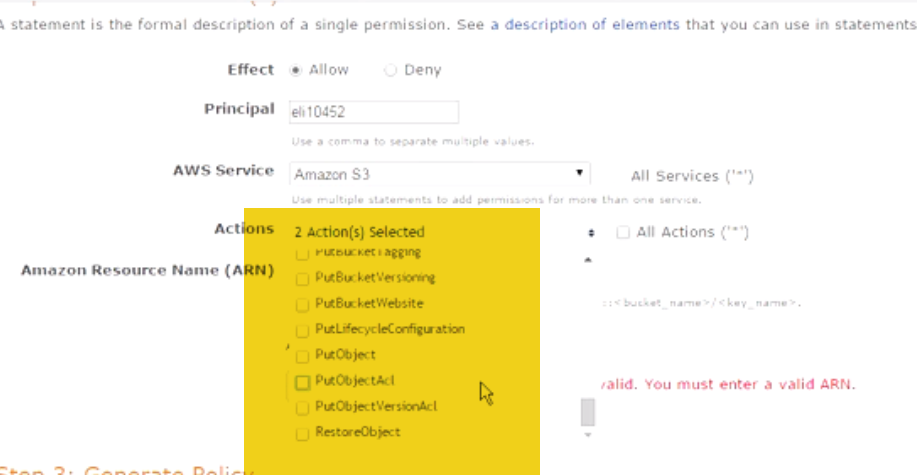 A statement is the formal description of a single permission. See a description of elements that you can use in statements
Effect Allow Deny
Principal eli10452
Use a comma to separate multiple values.
AWS Service Amazon S3 All Services ('*')
Use multiple statements to add permissions for more than one service.
Actions 2 Action(s) Selected All Actions ('*')
PutBucketTagging
Amazon Resource Name (ARN)
PutBucketVersioning
PutBucketWebsite ::<bucket_name>/<key_name>.
PutLifecycleConfiguration
PutObject
PutObjectAcl valid. You must enter a valid ARN.
PutObjectVersionAcl
RestoreObject
Step 3: Generate Policy